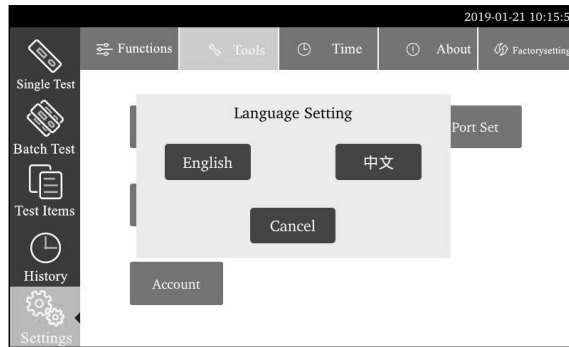 2019-01-21 10:15:5
Functions
Tools
Time
About
Factorysetting
Single Test
Batch Test
Test Items
History
Settings
Language Setting
English
中文
Cancel
Port Set
Account